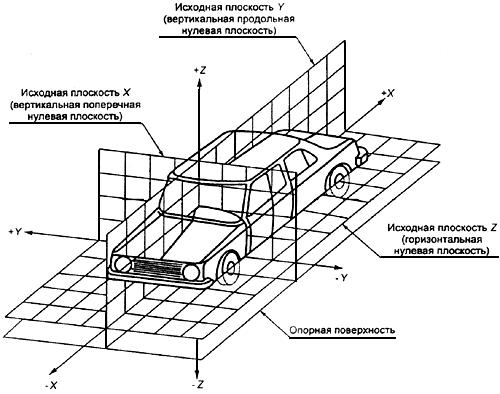 Исходная плоскость Y
(вертикальная продольная
нулевая плоскость)
+Z
Исходная плоскость X
(вертикальная поперечная
нулевая плоскость)
+X
+Y
Исходная плоскость Z
(горизонтальная
нулевая плоскость)
-Y
Опорная поверхность
-X
-Z